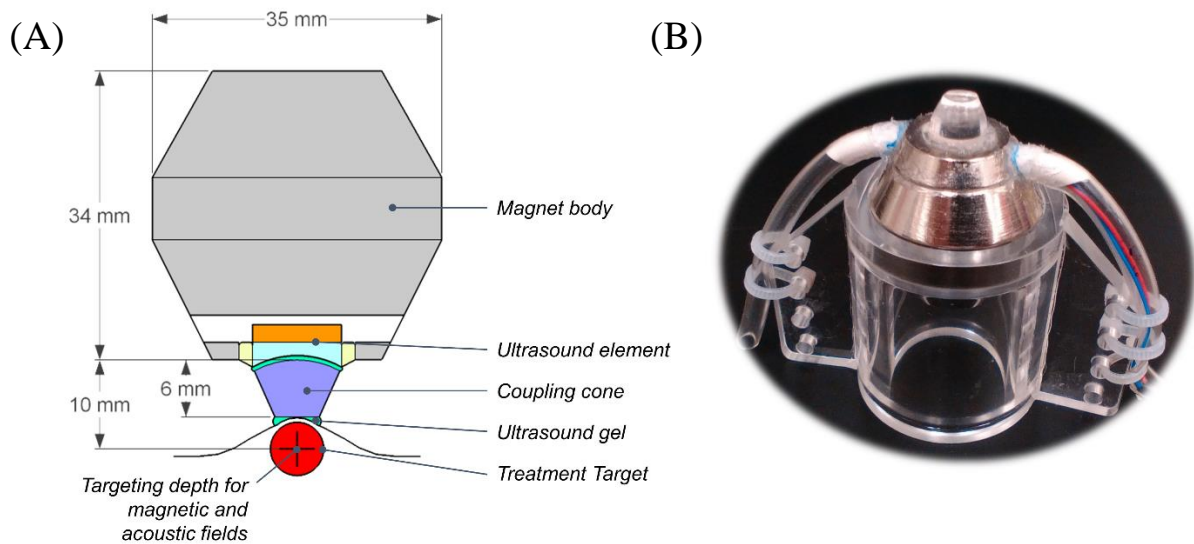 (A)
35 mm
(B)
34 mm
Magnet body
Ultrasound element
6 mm
Coupling cone
10 mm
Ultrasound gel
Treatment Target
Targeting depth for
magnetic and
acoustic fields